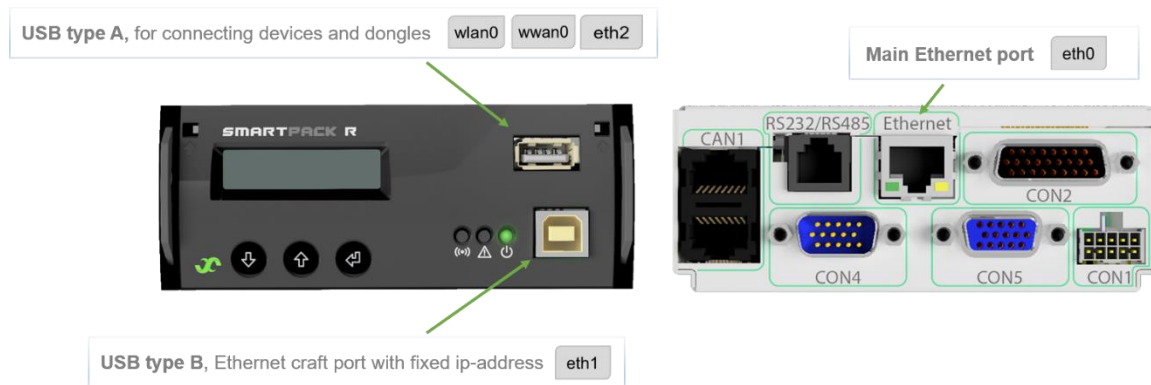 USB type A, for connecting devices and dongles wlan0 wwan0 eth2
Main Ethernet port eth0
SMARTPACK R
CAN1 RS232/RS485 Ethernet
CON2
CON4 CON5 CON1
USB type B, Ethernet craft port with fixed ip-address eth1